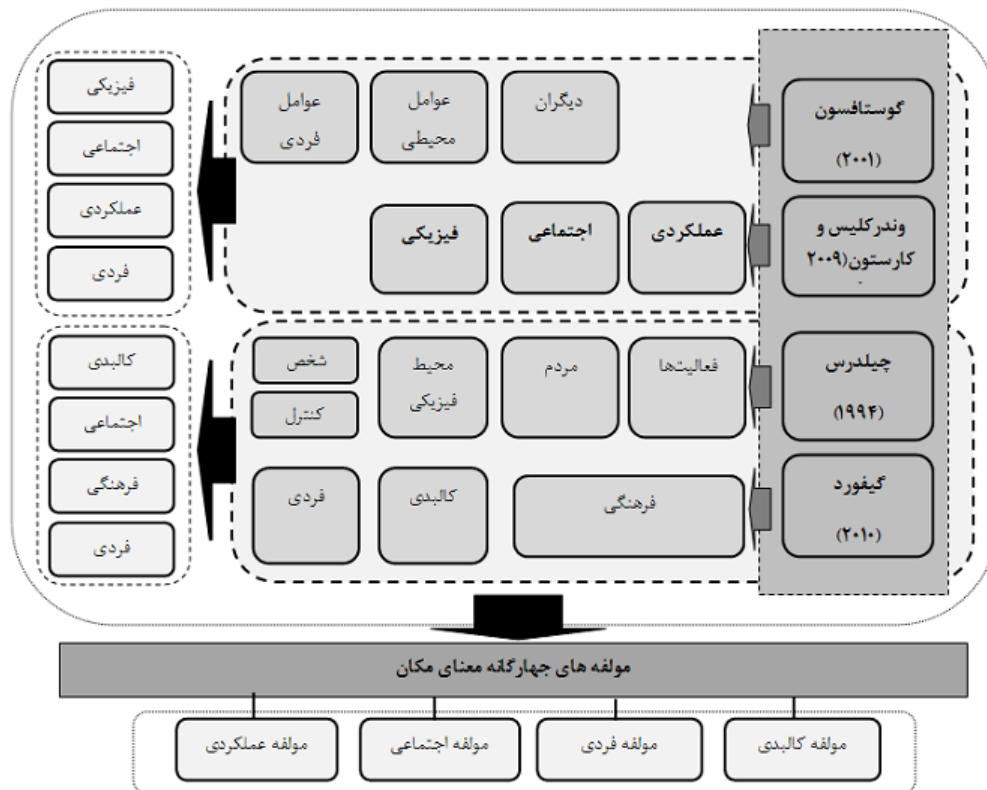 گوستافسون
(۲۰۰۱)
دیگران
عوامل
محیطی
عوامل
فردی
وندرکلیس و
کارستون(۲۰۰۹
عملکردی
اجتماعی
فیزیکی
فیزیکی
اجتماعی
عملکردی
فردی
چیلدرس
(۱۹۹۴)
فعالیت‌ها
مردم
محیط
فیزیکی
شخص
کنترل
گیفورد
(۲۰۱۰)
فرهنگی
کالبدی
فردی
کالبدی
اجتماعی
فرهنگی
فردی
مولفه های جهارگانه معنای مکان
مولفه کالبدی
مولفه فردی
مولفه اجتماعی
مولفه عملکردی